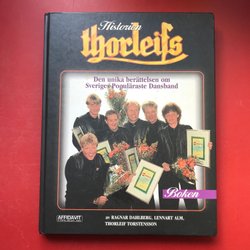 Historien
thorleifs
Den unika berättelsen om
Sveriges Populäraste Dansband
Boken
AFFIDAVIT
av RAGNAR DAHLBERG, LENNART ALM,
THORLEIF TORSTENSSON